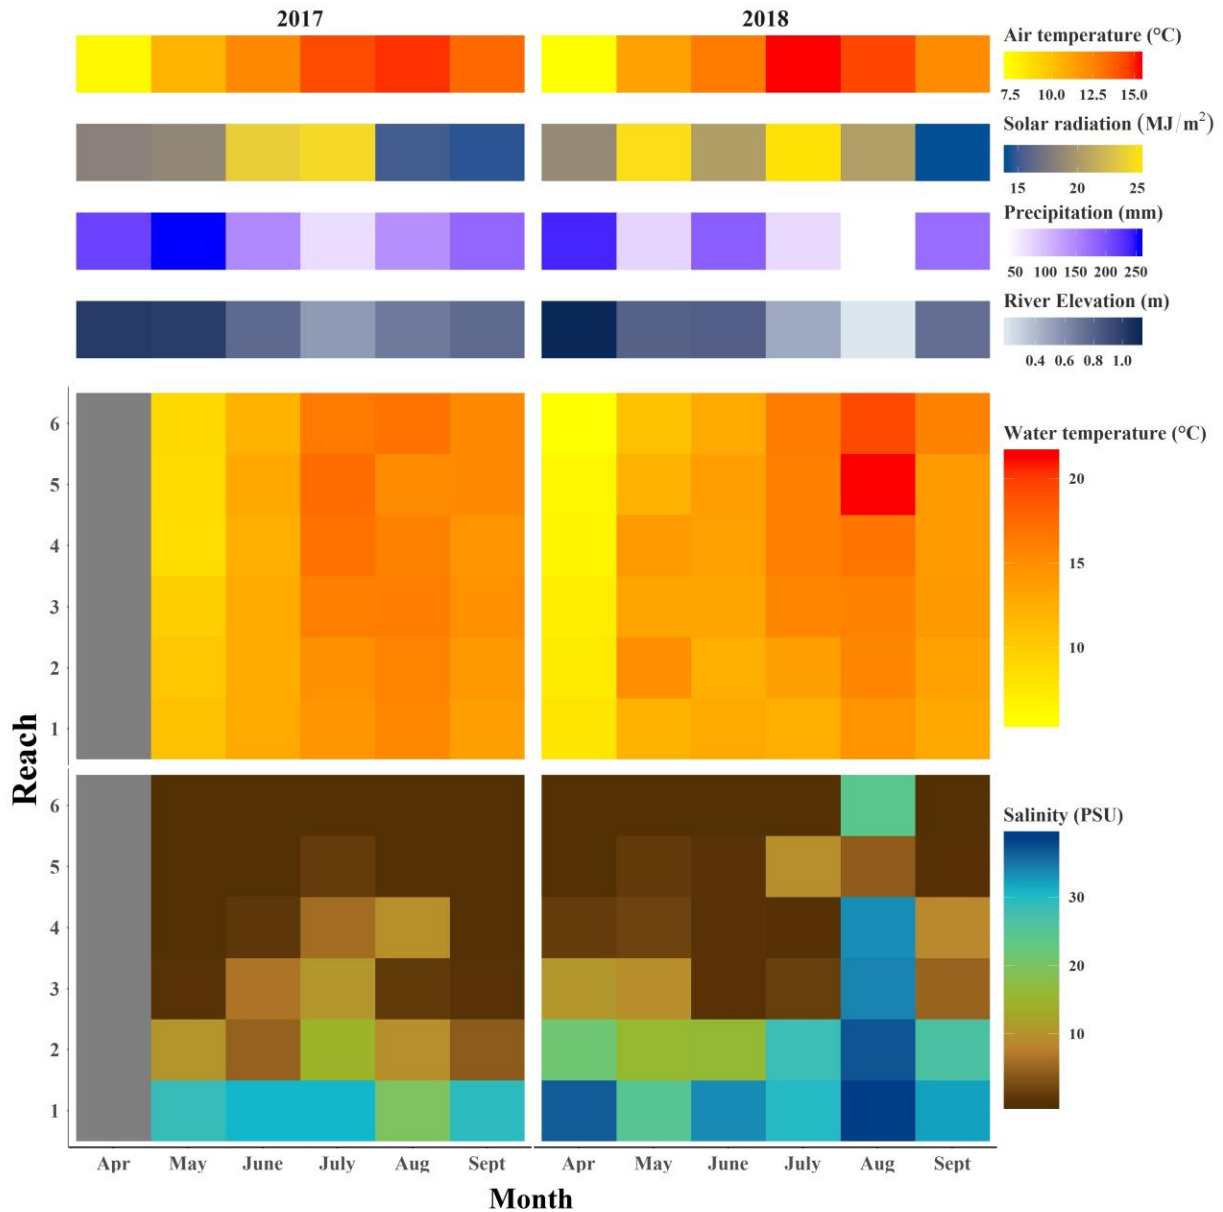 2017 2018
Air temperature (°C)
7.5 10.0 12.5 15.0
Solar radiation (MJ/m²)
15 20 25
Precipitation (mm)
50 100 150 200 250
River Elevation (m)
0.4 0.6 0.8 1.0
6
5
4
3
2
1
Water temperature (°C)
20
15
10
Reach
6
5
4
3
2
1
Salinity (PSU)
30
20
10
Apr May June July Aug Sept Apr May June July Aug Sept
Month